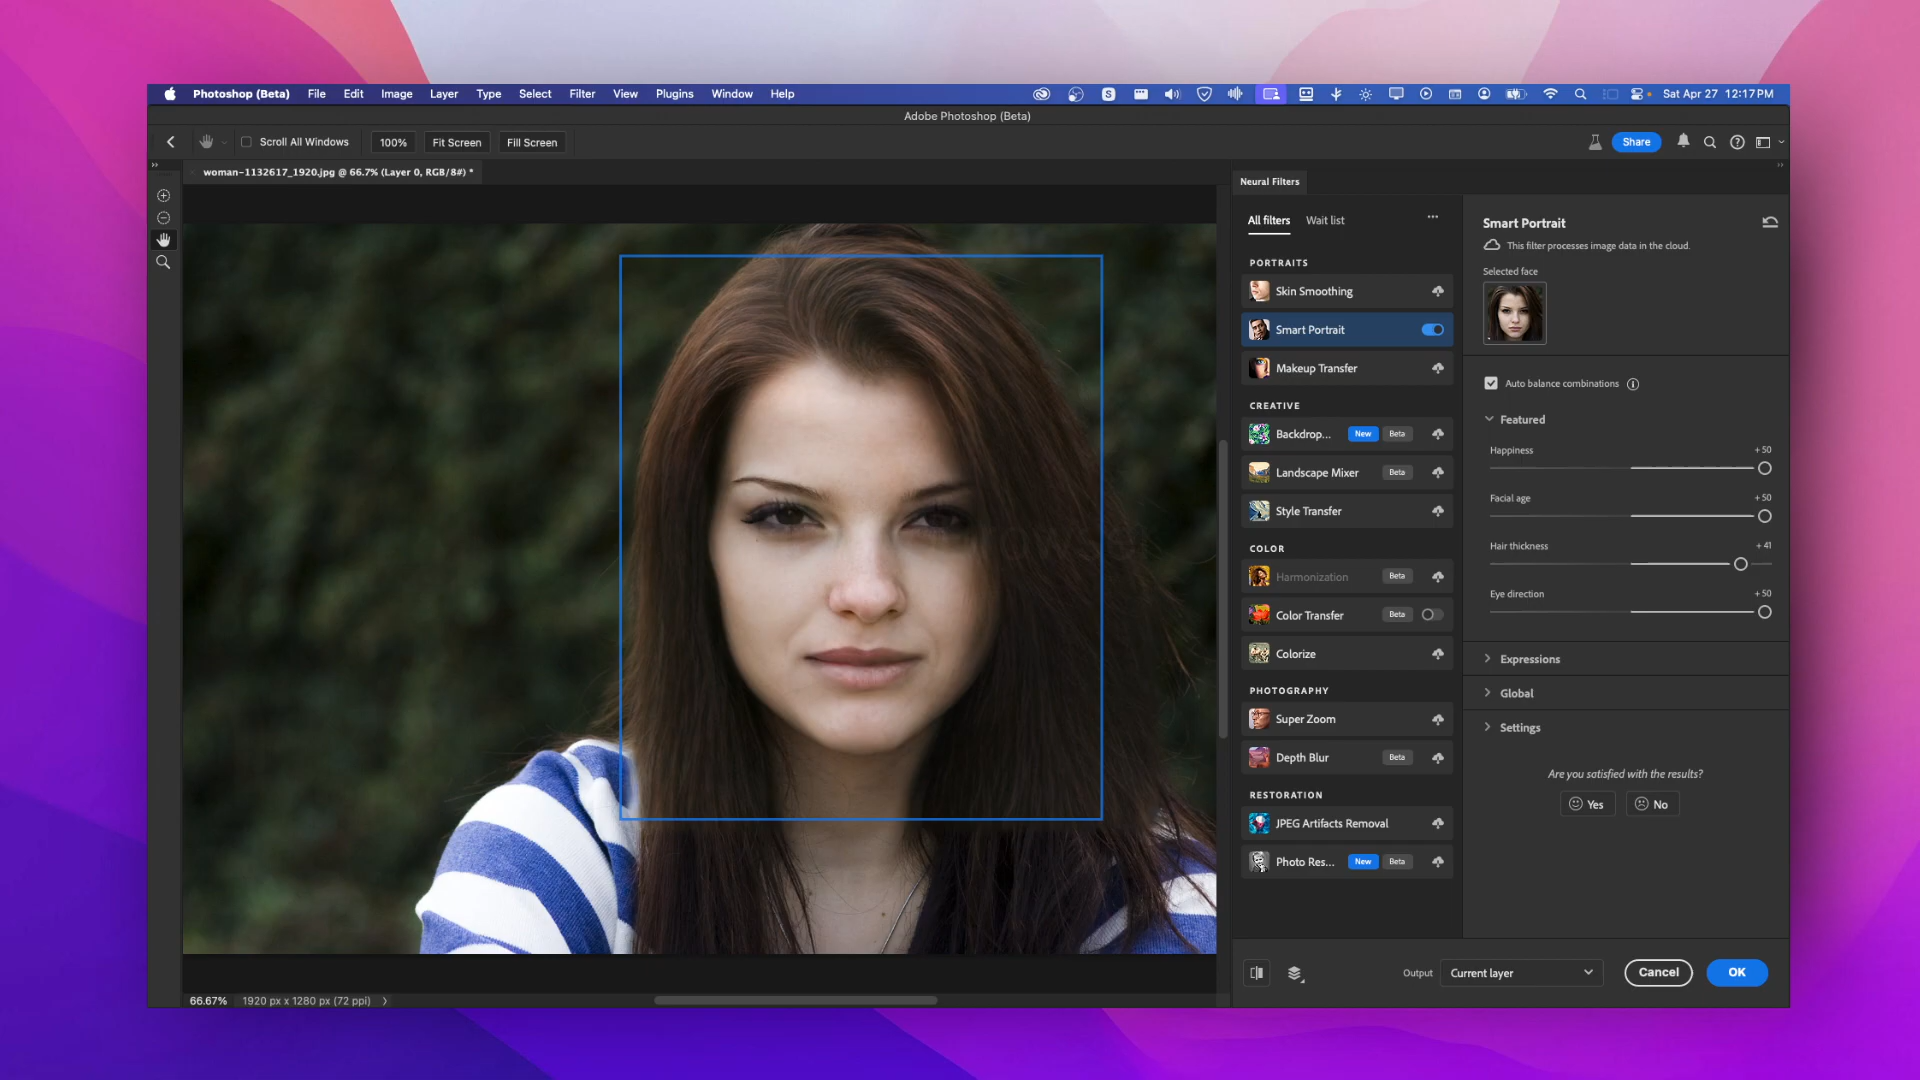 Photoshop (Beta) File Edit Image Layer Type Select Filter View Plugins Window Help S Sat Apr 27 12:17 PM
Adobe Photoshop (Beta)
Scroll All Windows 100% Fit Screen Fill Screen Share
woman-1132617_1920.jpg @ 66.7% (Layer 0, RGB/8#) *
Neural Filters
All filters Wait list
PORTRAITS
Skin Smoothing
Smart Portrait
Makeup Transfer
CREATIVE
Backdrop... New Beta
Landscape Mixer Beta
Style Transfer
COLOR
Harmonization Beta
Color Transfer Beta
Colorize
PHOTOGRAPHY
Super Zoom
Depth Blur Beta
RESTORATION
JPEG Artifacts Removal
Photo Res... New Beta
Smart Portrait
This filter processes image data in the cloud.
Selected face
Auto balance combinations
Featured
Happiness +50
Facial age +50
Hair thickness +41
Eye direction +50
Expressions
Global
Settings
Are you satisfied with the results?
Yes No
Output Current layer Cancel OK
66.67% 1920 px x 1280 px (72 ppi)